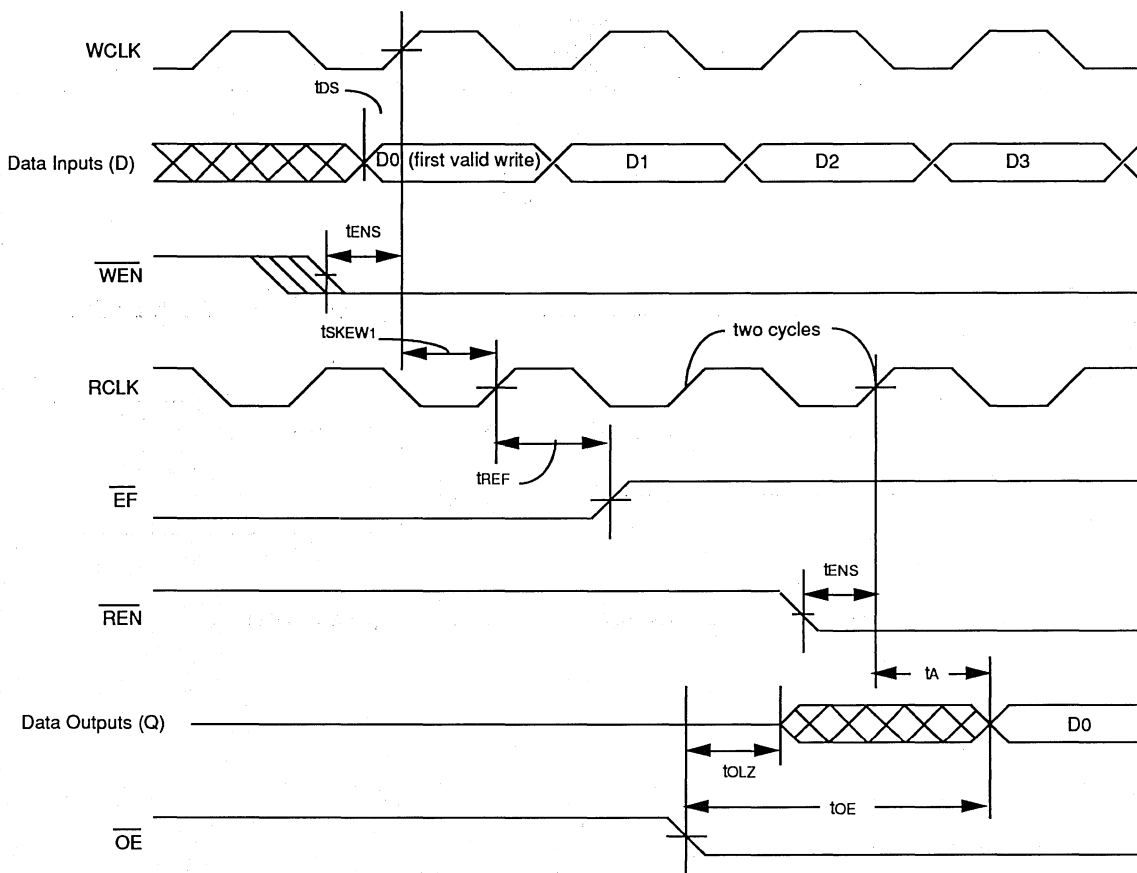 WCLK
tDS
Data Inputs (D)
D0 (first valid write)
D1
D2
D3
tENS
WEN
tSKEW1
two cycles
RCLK
tREF
EF
tENS
REN
tA
Data Outputs (Q)
D0
tOLZ
tOE
OE